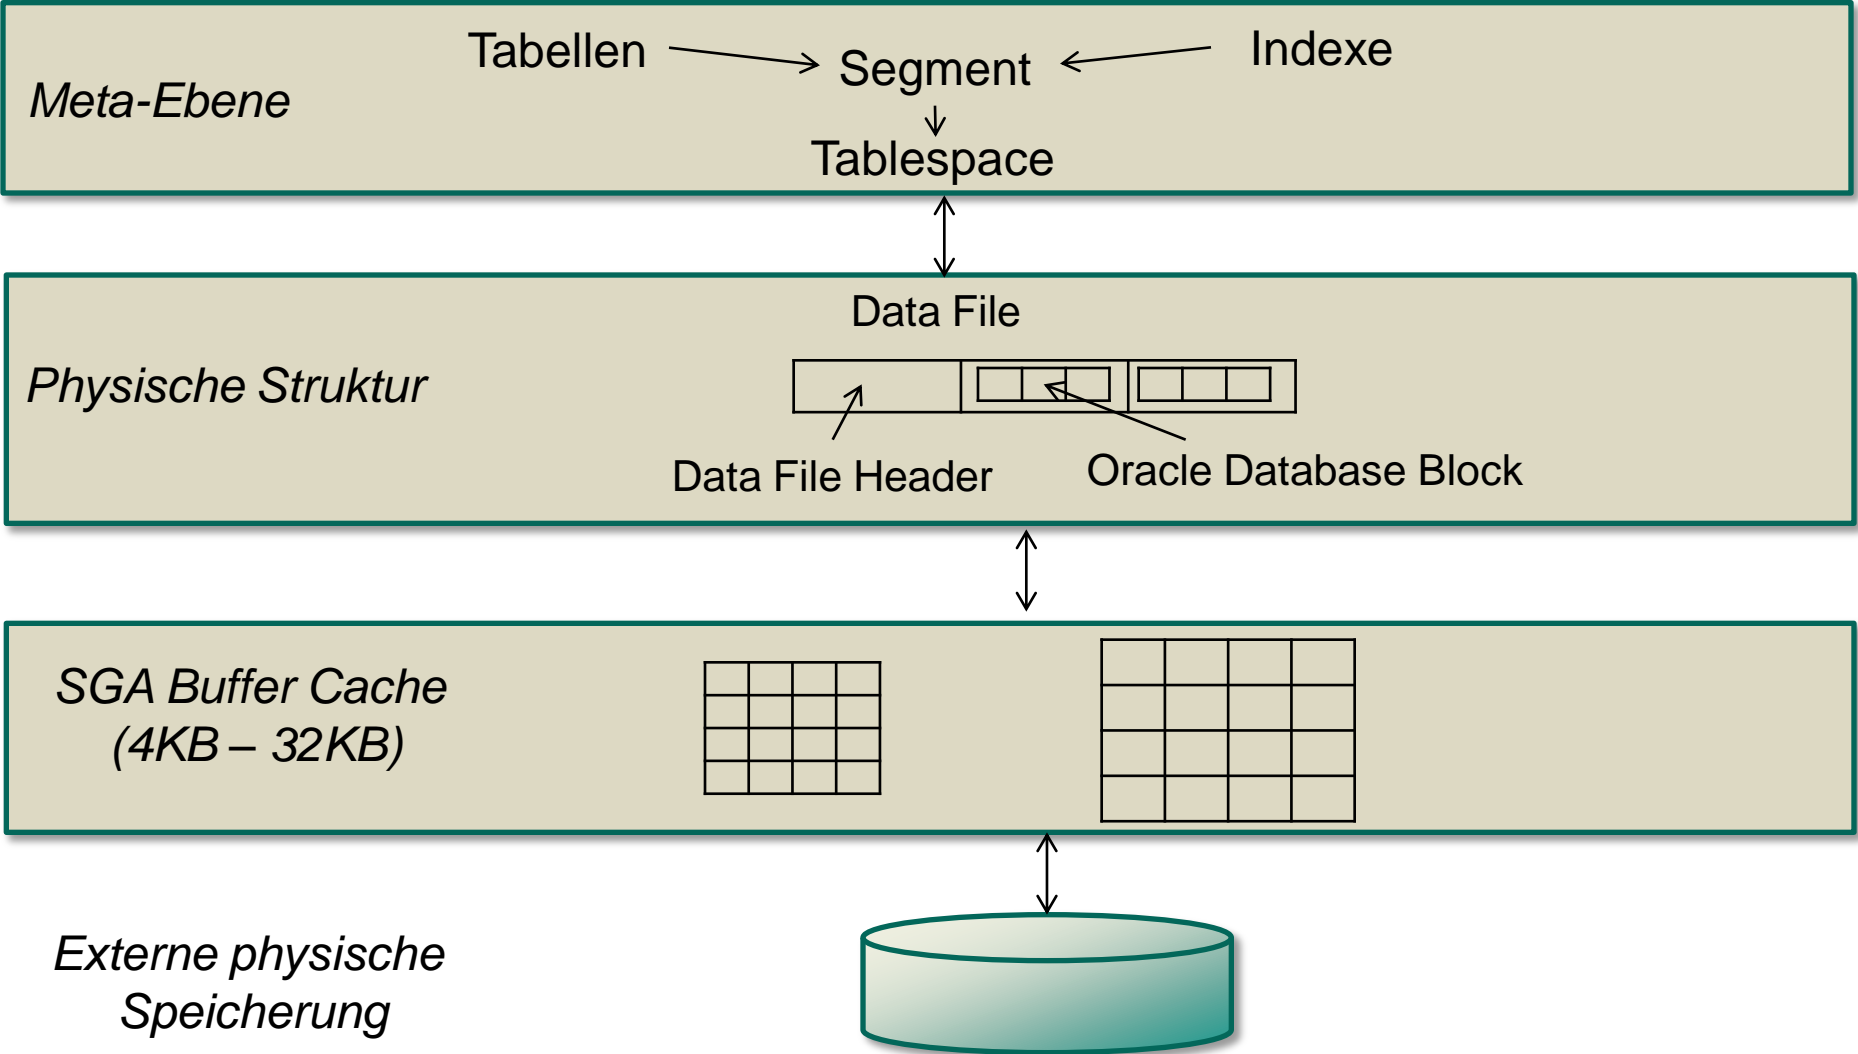 Tabellen
Indexe
Segment
Meta-Ebene
Tablespace
Data File
Physische Struktur
Data File Header
Oracle Database Block
SGA Buffer Cache
(4KB – 32KB)
Externe physische
Speicherung